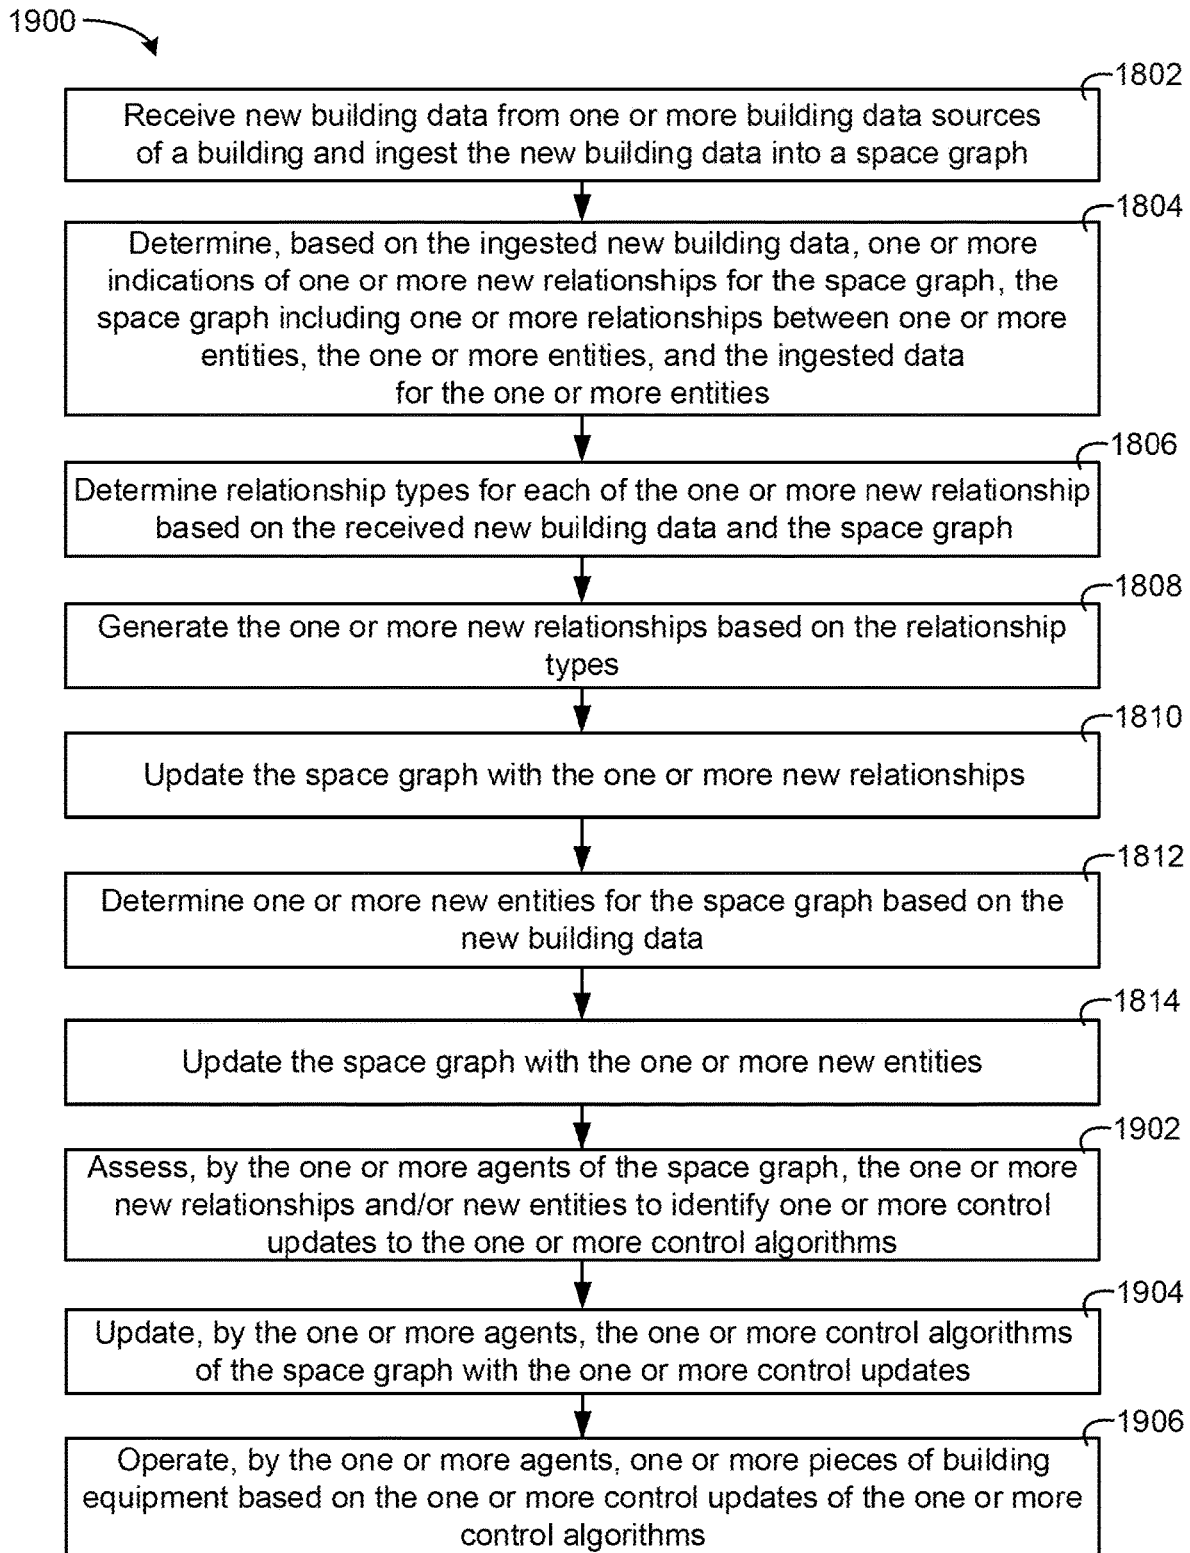 1900
1802
Receive new building data from one or more building data sources
of a building and ingest the new building data into a space graph
1804
Determine, based on the ingested new building data, one or more
indications of one or more new relationships for the space graph, the
space graph including one or more relationships between one or more
entities, the one or more entities, and the ingested data
for the one or more entities
1806
Determine relationship types for each of the one or more new relationship
based on the received new building data and the space graph
1808
Generate the one or more new relationships based on the relationship
types
1810
Update the space graph with the one or more new relationships
1812
Determine one or more new entities for the space graph based on the
new building data
1814
Update the space graph with the one or more new entities
1902
Assess, by the one or more agents of the space graph, the one or more
new relationships and/or new entities to identify one or more control
updates to the one or more control algorithms
1904
Update, by the one or more agents, the one or more control algorithms
of the space graph with the one or more control updates
1906
Operate, by the one or more agents, one or more pieces of building
equipment based on the one or more control updates of the one or more
control algorithms